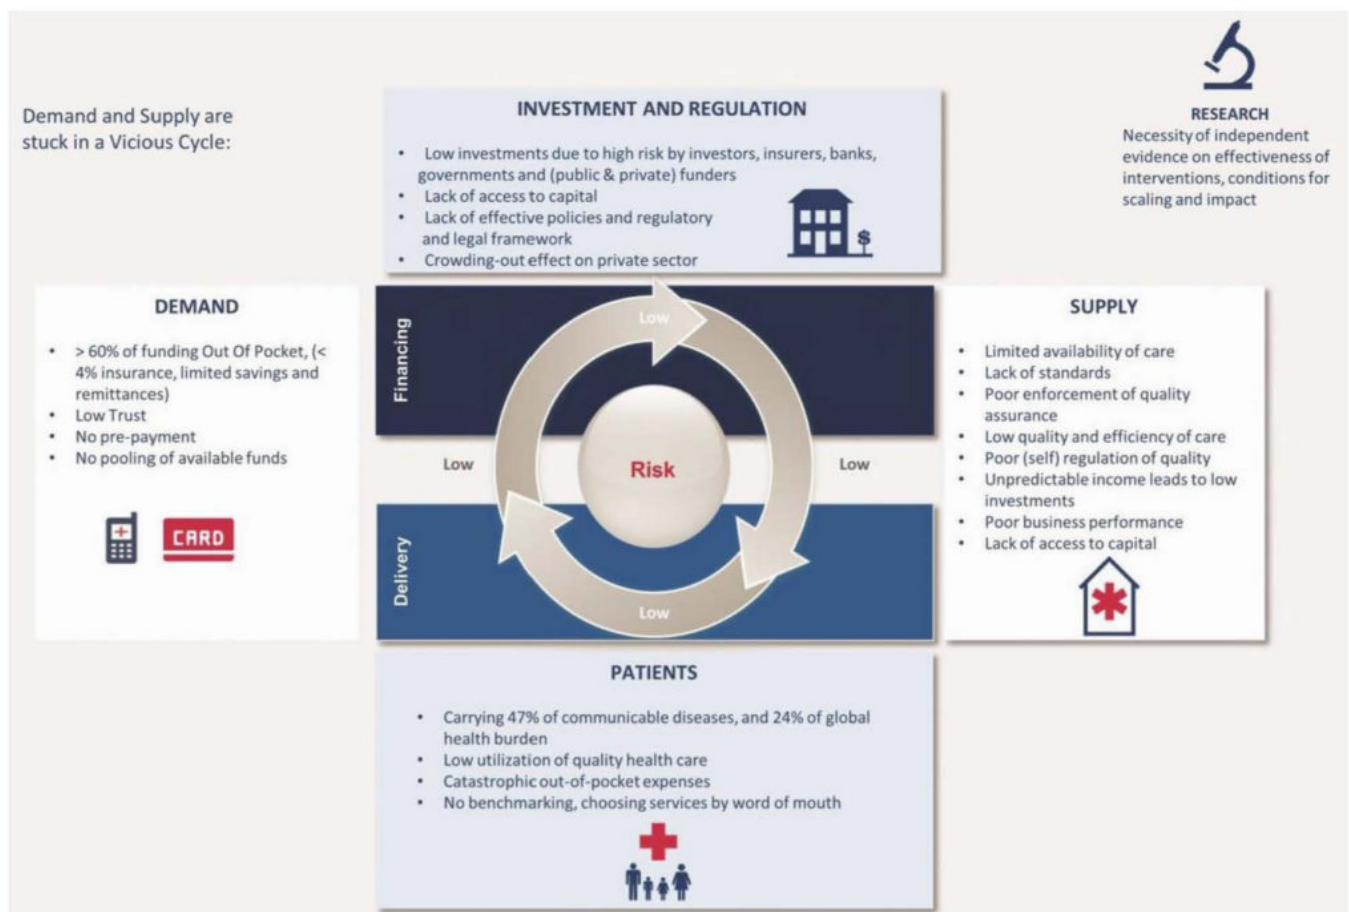 Demand and Supply are
stuck in a Vicious Cycle:
RESEARCH
Necessity of independent
evidence on effectiveness of
interventions, conditions for
scaling and impact
INVESTMENT AND REGULATION
• Low investments due to high risk by investors, insurers, banks,
governments and (public & private) funders
• Lack of access to capital
• Lack of effective policies and regulatory
and legal framework
• Crowding-out effect on private sector
$
DEMAND
• > 60% of funding Out Of Pocket, (<
4% insurance, limited savings and
remittances)
• Low Trust
• No pre-payment
• No pooling of available funds
CARD
Financing
Low
Low
Risk
Low
Delivery
Low
SUPPLY
• Limited availability of care
• Lack of standards
• Poor enforcement of quality
assurance
• Low quality and efficiency of care
• Poor (self) regulation of quality
• Unpredictable income leads to low
investments
• Poor business performance
• Lack of access to capital
PATIENTS
• Carrying 47% of communicable diseases, and 24% of global
health burden
• Low utilization of quality health care
• Catastrophic out-of-pocket expenses
• No benchmarking, choosing services by word of mouth